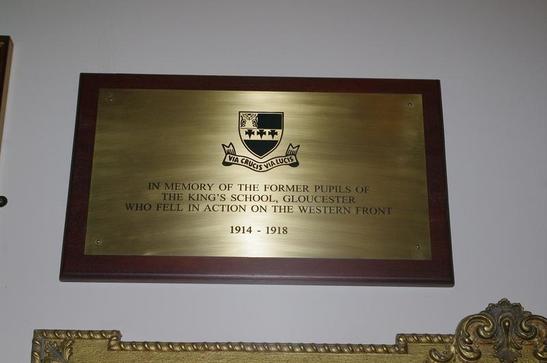 VIA CRUCIS VIA LUCIS
IN MEMORY OF THE FORMER PUPILS OF
THE KING'S SCHOOL, GLOUCESTER
WHO FELL IN ACTION ON THE WESTERN FRONT
1914 - 1918